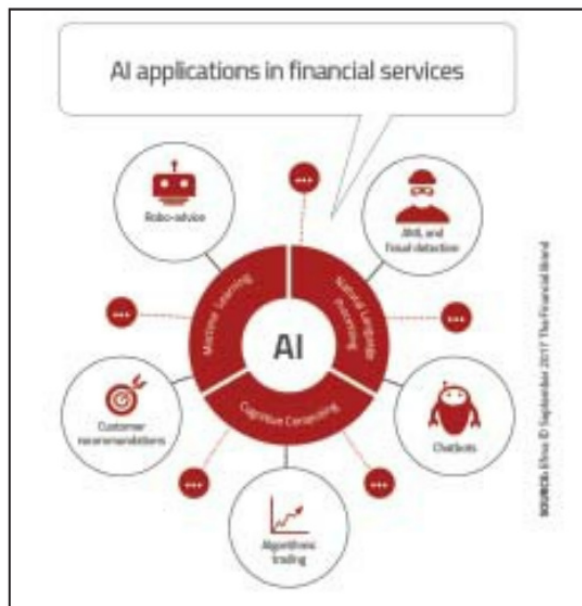 AI applications in financial services
Robo-advice
AML and
fraud detection
Machine Learning
Natural Language
Processing
AI
Cognitive Computing
Customer
recommendations
Chatbots
Algorithmic
trading
SOURCE: Efma © September 2017 The Financial Brand